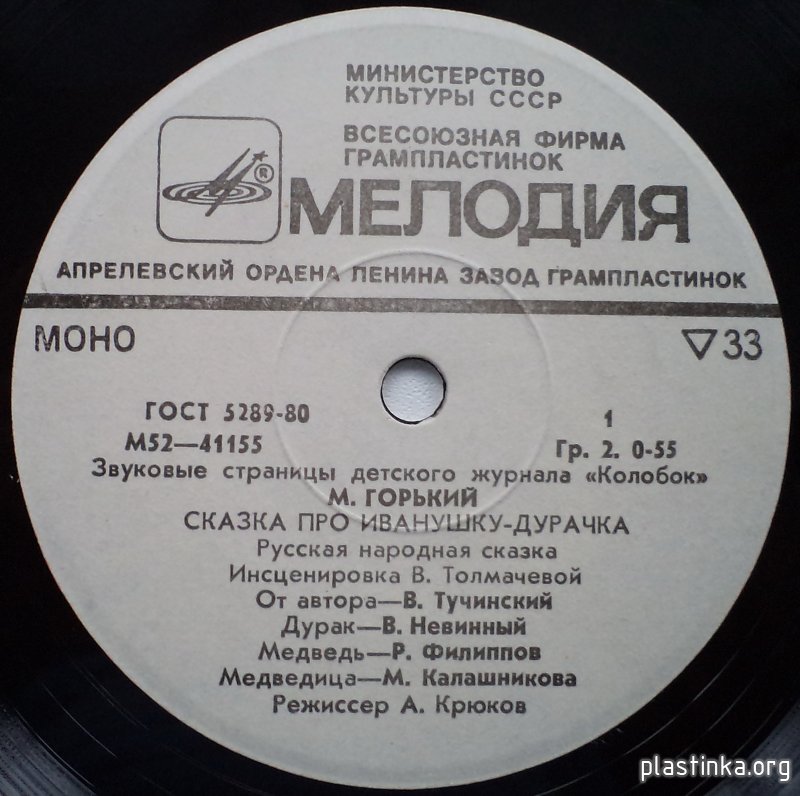 МИНИСТЕРСТВО
КУЛЬТУРЫ СССР
ВСЕСОЮЗНАЯ ФИРМА
ГРАМПЛАСТИНОК
®
МЕЛОДИЯ
АПРЕЛЕВСКИЙ ОРДЕНА ЛЕНИНА ЗАВОД ГРАМПЛАСТИНОК
МОНО ▽33
ГОСТ 5289-80 1
М52—41155 Гр. 2. 0-55
Звуковые страницы детского журнала «Колобок»
М. ГОРЬКИЙ
СКАЗКА ПРО ИВАНУШКУ-ДУРАЧКА
Русская народная сказка
Инсценировка В. Толмачевой
От автора—В. Тучинский
Дурак—В. Невинный
Медведь—Р. Филиппов
Медведица—М. Калашникова
Режиссер А. Крюков
plastinka.org